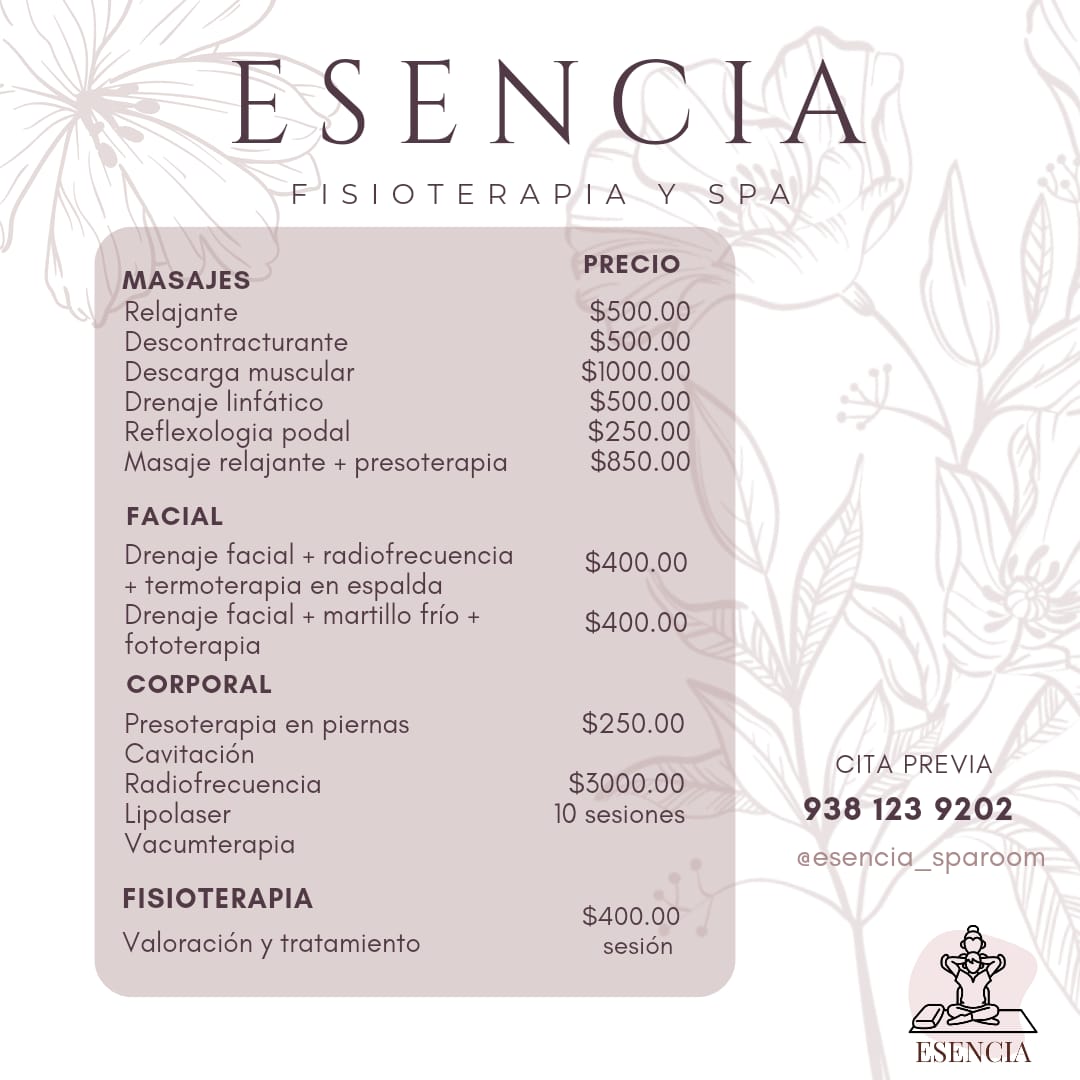 ESENCIA
FISIOTERAPIA Y SPA
PRECIO
MASAJES
Relajante $500.00
Descontracturante $500.00
Descarga muscular $1000.00
Drenaje linfático $500.00
Reflexologia podal $250.00
Masaje relajante + presoterapia $850.00
FACIAL
Drenaje facial + radiofrecuencia $400.00
+ termoterapia en espalda
Drenaje facial + martillo frío + $400.00
fototerapia
CORPORAL
Presoterapia en piernas $250.00
Cavitación
Radiofrecuencia $3000.00
Lipolaser 10 sesiones
Vacumterapia
FISIOTERAPIA
$400.00
Valoración y tratamiento sesión
CITA PREVIA
938 123 9202
@esencia_sparoom
ESENCIA